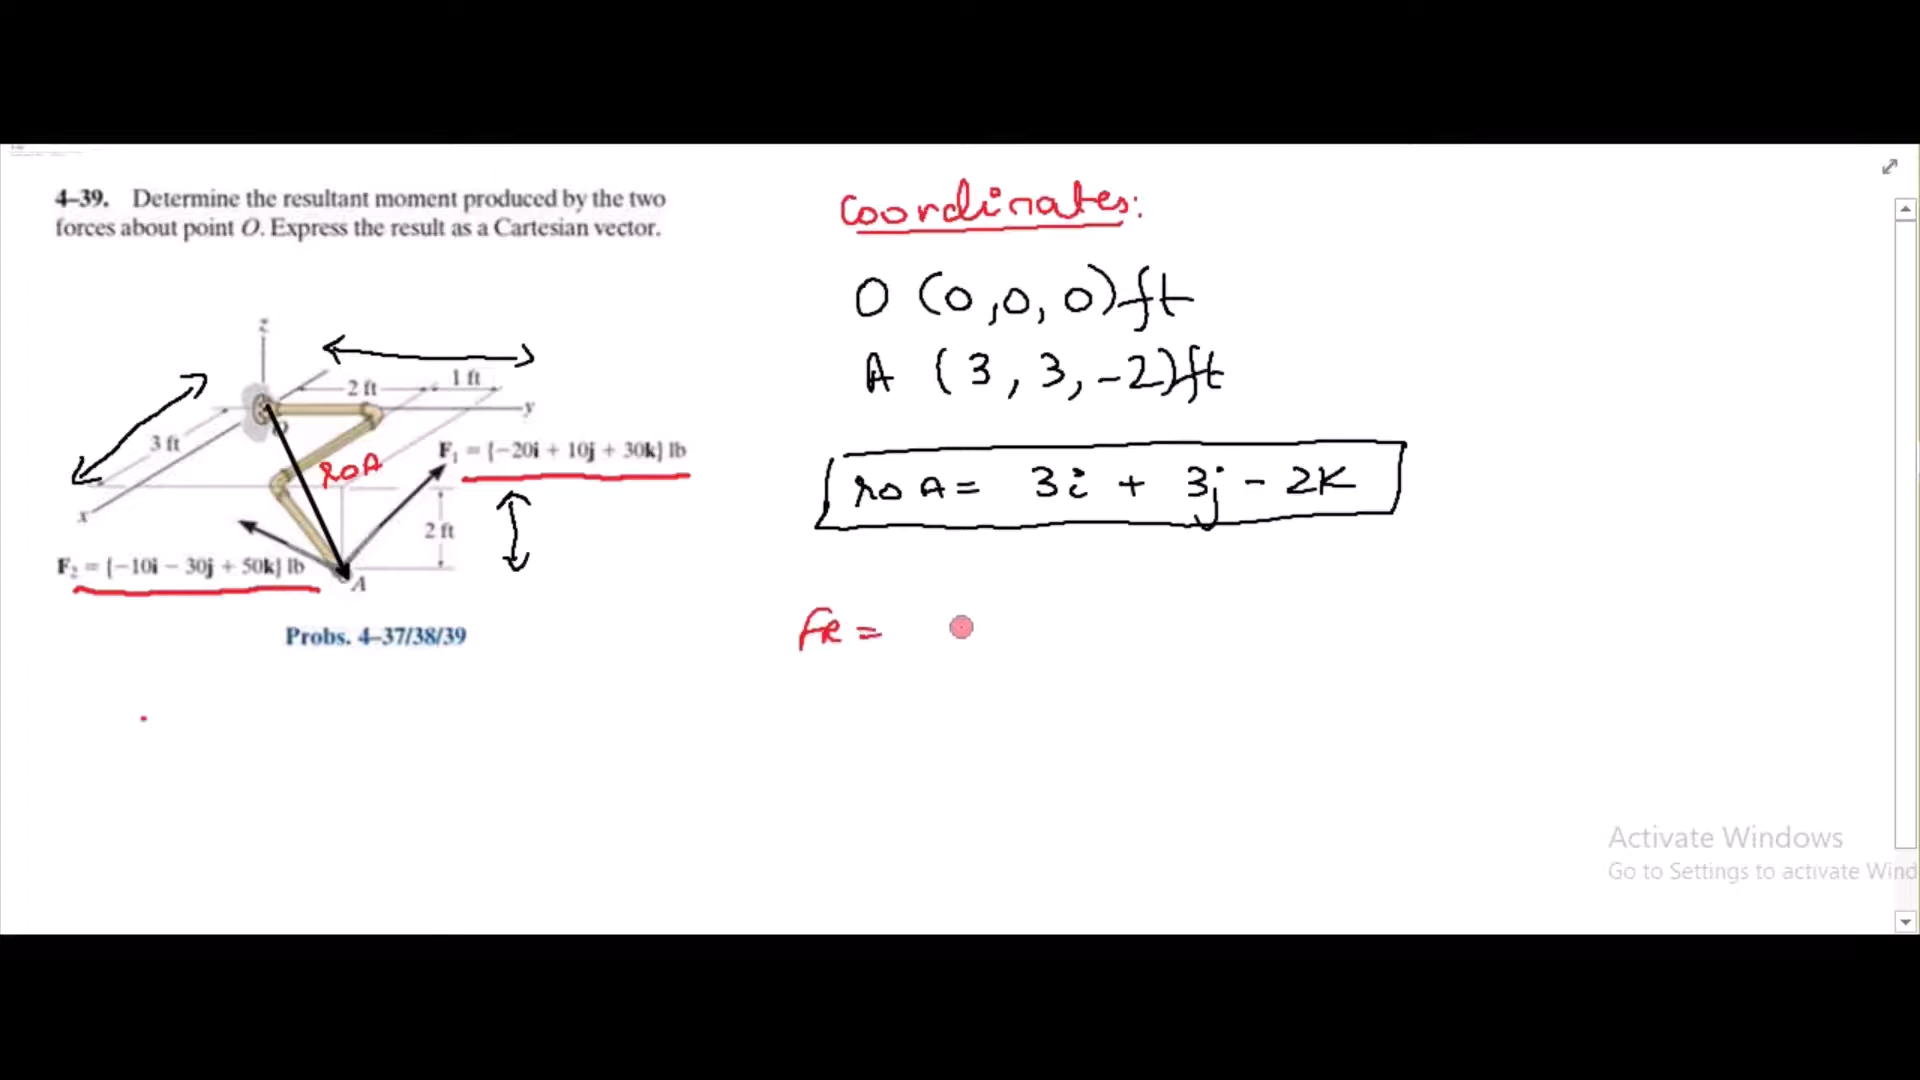 4–39. Determine the resultant moment produced by the two
forces about point O. Express the result as a Cartesian vector.
z
2 ft
1 ft
y
3 ft
O
roA
F₁ = {−20i + 10j + 30k} lb
x
2 ft
F₂ = {−10i − 30j + 50k} lb
A
Probs. 4–37/38/39
Coordinates:
O (0,0,0)ft
A (3,3,-2)ft
roA = 3i + 3j - 2K
FR =
Activate Windows
Go to Settings to activate Wind